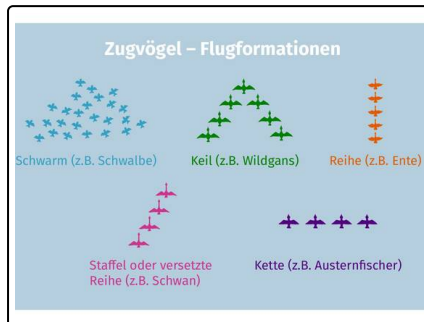 Zugvögel – Flugformationen
Schwarm (z.B. Schwalbe)
Keil (z.B. Wildgans)
Reihe (z.B. Ente)
Staffel oder versetzte
Reihe (z.B. Schwan)
Kette (z.B. Austernfischer)